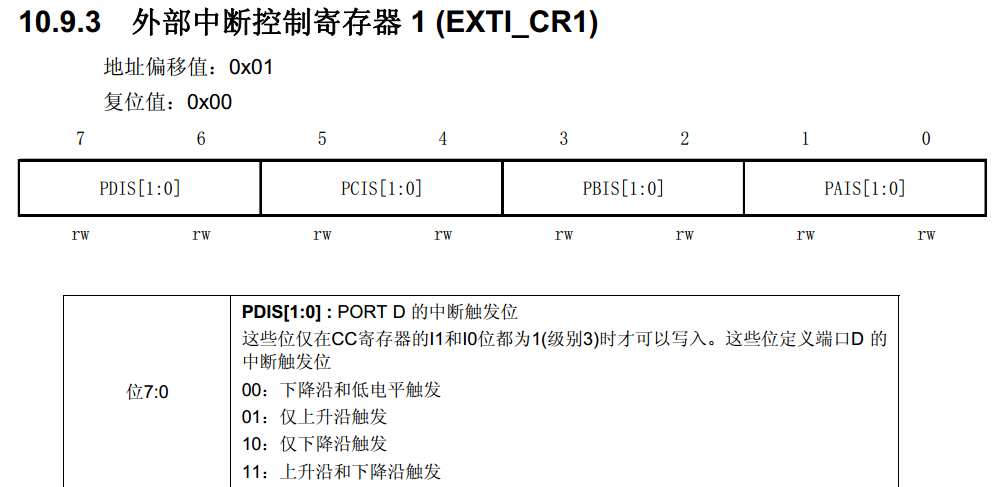 10.9.3 外部中断控制寄存器 1 (EXTI_CR1)
地址偏移值：0x01
复位值：0x00
7 6 5 4 3 2 1 0
PDIS[1:0] PCIS[1:0] PBIS[1:0] PAIS[1:0]
rw rw rw rw rw rw rw rw
位7:0
PDIS[1:0] : PORT D 的中断触发位
这些位仅在CC寄存器的I1和I0位都为1(级别3)时才可以写入。这些位定义端口D 的
中断触发位
00：下降沿和低电平触发
01：仅上升沿触发
10：仅下降沿触发
11：上升沿和下降沿触发